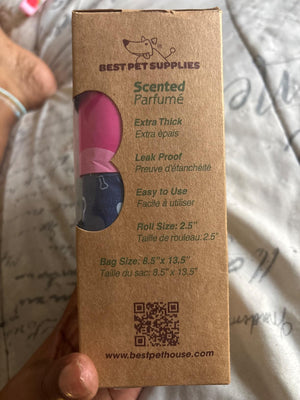 BEST PET SUPPLIES
Scented
Parfumé
Extra Thick
Extra épais
Leak Proof
Preuve d'étanchéité
Easy to Use
Facile à utiliser
Roll Size: 2.5"
Taille de rouleau: 2.5"
Bag Size: 8.5" x 13.5"
Taille du sac: 8.5" x 13.5"
www.bestpethouse.com